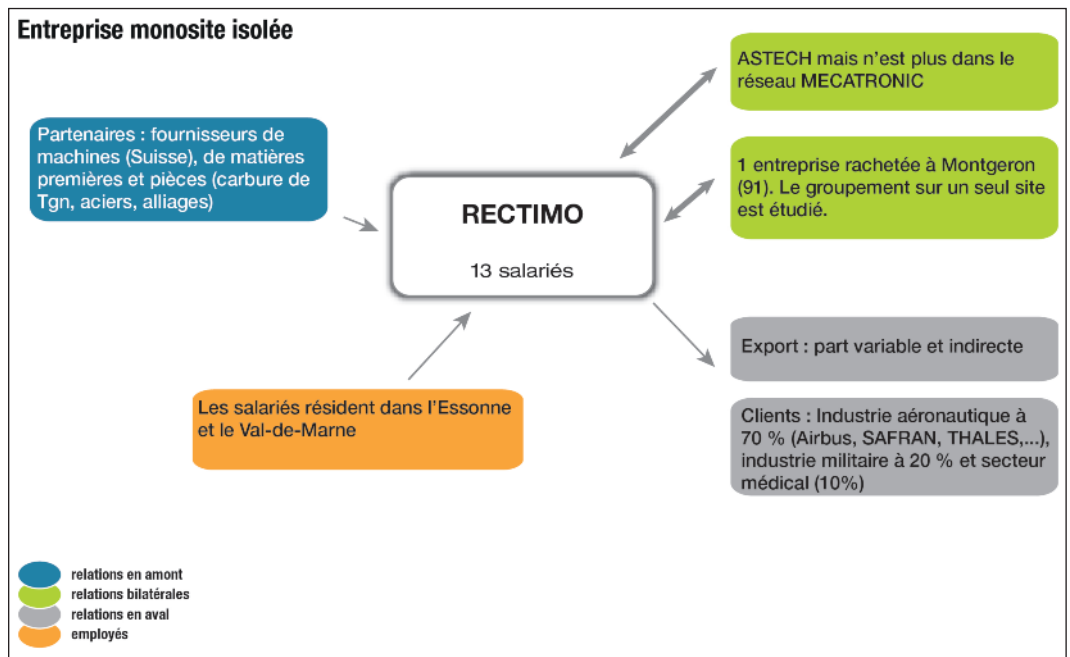 Entreprise monosite isolée
ASTECH mais n'est plus dans le
réseau MECATRONIC
Partenaires : fournisseurs de
machines (Suisse), de matières
premières et pièces (carbure de
Tgn, aciers, alliages)
1 entreprise rachetée à Montgeron
(91). Le groupement sur un seul site
est étudié.
RECTIMO
13 salariés
Export : part variable et indirecte
Les salariés résident dans l'Essonne
et le Val-de-Marne
Clients : Industrie aéronautique à
70 % (Airbus, SAFRAN, THALES,...),
industrie militaire à 20 % et secteur
médical (10%)
relations en amont
relations bilatérales
relations en aval
employés